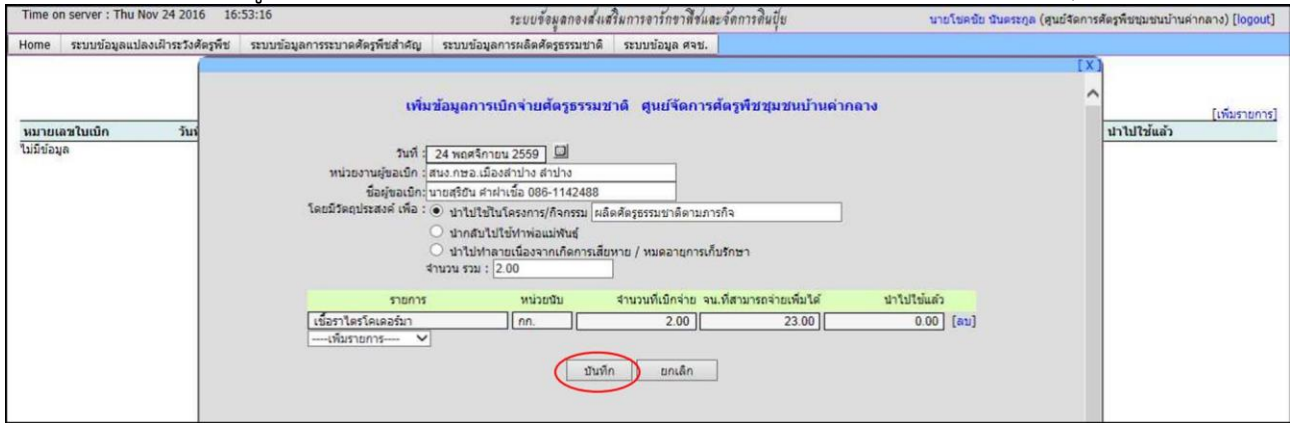 Time on server : Thu Nov 24 2016 16:53:16 ระบบข้อมูลกองส่งเสริมการอารักขาพืชและจัดการดินปุ๋ย นายโชคชัย (ศูนย์จัดการศัตรูพืชชุมชนบ้านค่ากลาง) [logout]
Home ระบบข้อมูลแปลงเฝ้าระวังศัตรูพืช ระบบข้อมูลการระบาดศัตรูพืชสำคัญ ระบบข้อมูลการผลิตศัตรูธรรมชาติ ระบบข้อมูล ศจช.
[X]
เพิ่มข้อมูลการเบิกจ่ายศัตรูธรรมชาติ ศูนย์จัดการศัตรูพืชชุมชนบ้านค่ากลาง
[เพิ่มรายการ]
หมายเลขใบเบิก วันที่ นำไปใช้แล้ว
ไม่มีข้อมูล
วันที่ : 24 พฤศจิกายน 2559
หน่วยงานผู้ขอเบิก : สนง.กษอ.เมืองลำปาง ลำปาง
ชื่อผู้ขอเบิก: นายสุริยัน 086-1142488
โดยมีวัตถุประสงค์ เพื่อ : นำไปใช้ในโครงการ/กิจกรรม ผลิตศัตรูธรรมชาติตามภารกิจ
นำกลับไปใช้ทำพ่อแม่พันธุ์
นำไปทำลายเนื่องจากเกิดการเสียหาย / หมดอายุการเก็บรักษา
จำนวน รวม : 2.00
รายการ หน่วยนับ จำนวนที่เบิกจ่าย จน.ที่สามารถจ่ายเพิ่มได้ นำไปใช้แล้ว
เชื้อราไตรโคเดอร์มา กก. 2.00 23.00 0.00 [ลบ]
----เพิ่มรายการ----
บันทึก ยกเลิก